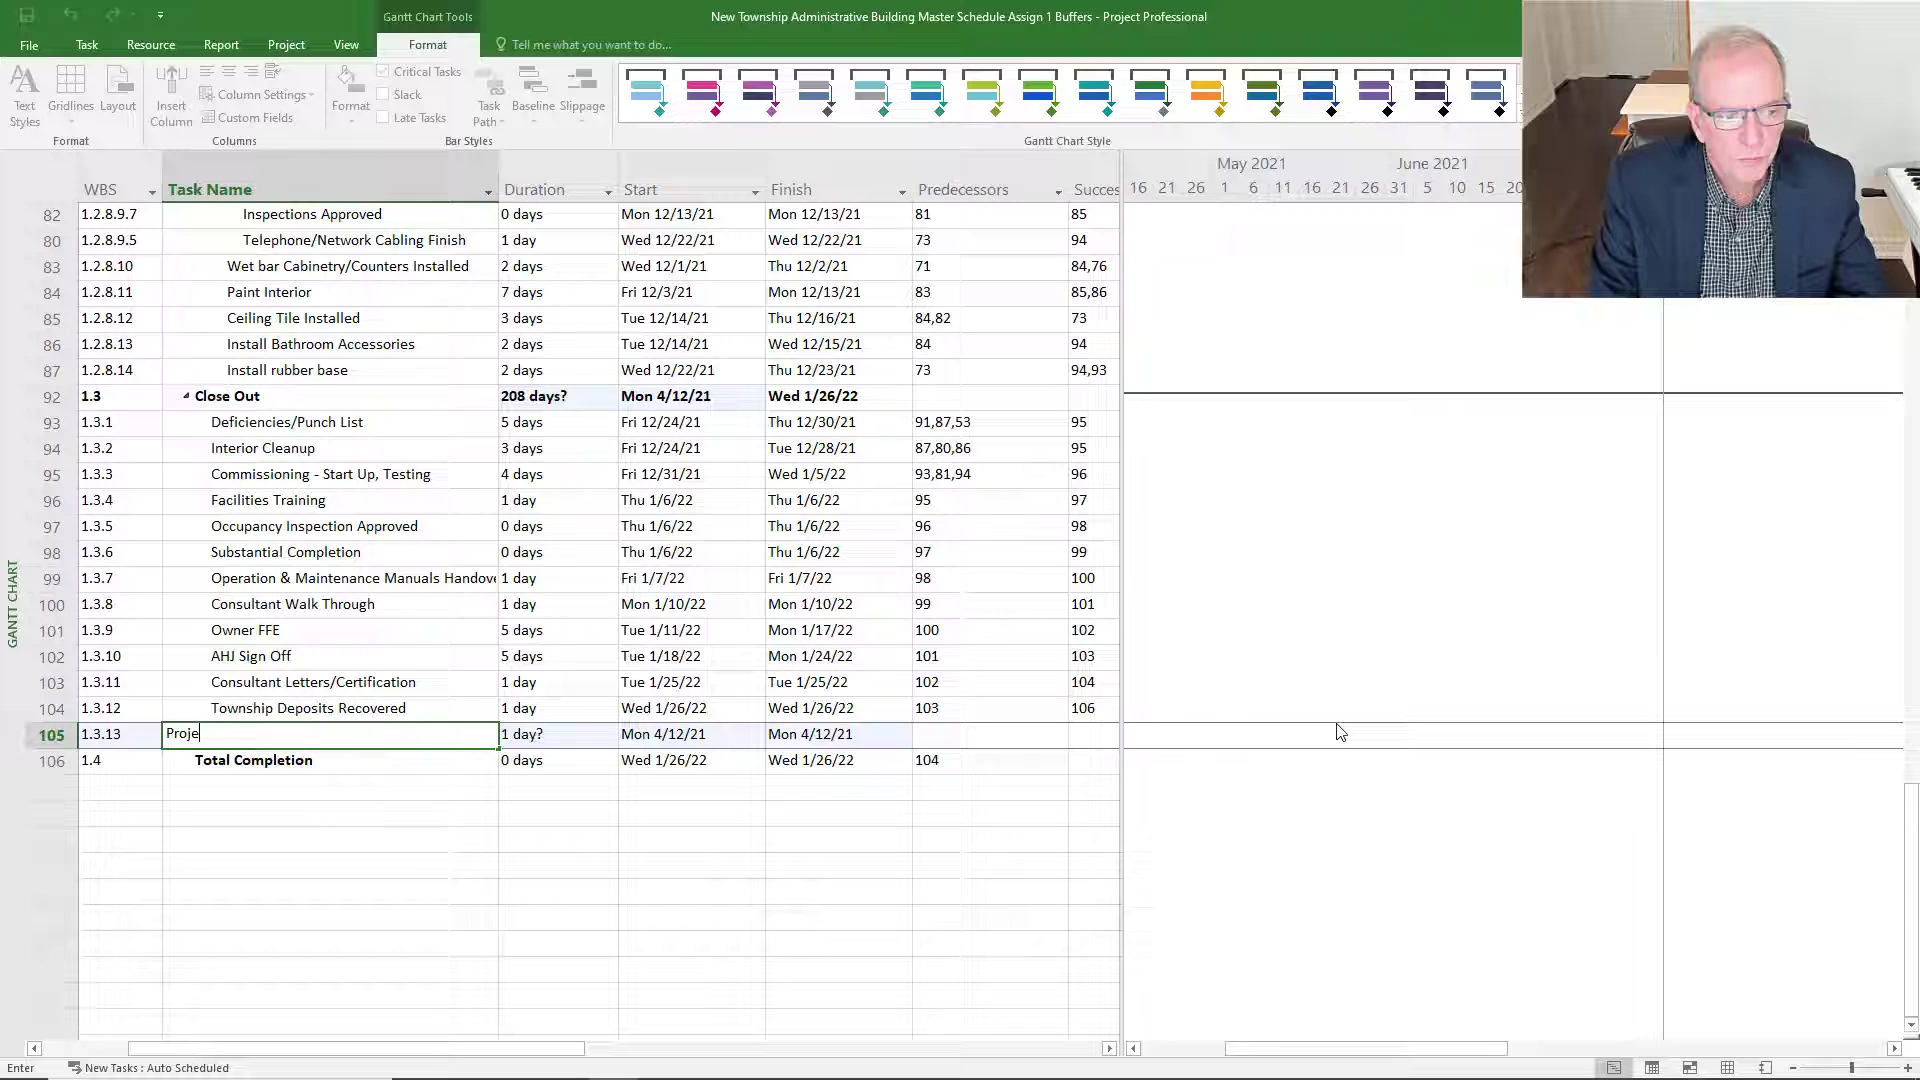 Gantt Chart Tools
New Township Administrative Building Master Schedule Assign 1 Buffers - Project Professional
File Task Resource Report Project View Format Tell me what you want to do...
Text Styles Gridlines Layout Insert Column Column Settings Custom Fields Format Critical Tasks Slack Late Tasks Task Path Baseline Slippage
Format Columns Bar Styles Gantt Chart Style
May 2021 June 2021
WBS Task Name Duration Start Finish Predecessors Succes 16 21 26 1 6 11 16 21 26 31 5 10 15 20
82 1.2.8.9.7 Inspections Approved 0 days Mon 12/13/21 Mon 12/13/21 81 85
80 1.2.8.9.5 Telephone/Network Cabling Finish 1 day Wed 12/22/21 Wed 12/22/21 73 94
83 1.2.8.10 Wet bar Cabinetry/Counters Installed 2 days Wed 12/1/21 Thu 12/2/21 71 84,76
84 1.2.8.11 Paint Interior 7 days Fri 12/3/21 Mon 12/13/21 83 85,86
85 1.2.8.12 Ceiling Tile Installed 3 days Tue 12/14/21 Thu 12/16/21 84,82 73
86 1.2.8.13 Install Bathroom Accessories 2 days Tue 12/14/21 Wed 12/15/21 84 94
87 1.2.8.14 Install rubber base 2 days Wed 12/22/21 Thu 12/23/21 73 94,93
92 1.3 Close Out 208 days? Mon 4/12/21 Wed 1/26/22
93 1.3.1 Deficiencies/Punch List 5 days Fri 12/24/21 Thu 12/30/21 91,87,53 95
94 1.3.2 Interior Cleanup 3 days Fri 12/24/21 Tue 12/28/21 87,80,86 95
95 1.3.3 Commissioning - Start Up, Testing 4 days Fri 12/31/21 Wed 1/5/22 93,81,94 96
96 1.3.4 Facilities Training 1 day Thu 1/6/22 Thu 1/6/22 95 97
97 1.3.5 Occupancy Inspection Approved 0 days Thu 1/6/22 Thu 1/6/22 96 98
98 1.3.6 Substantial Completion 0 days Thu 1/6/22 Thu 1/6/22 97 99
99 1.3.7 Operation & Maintenance Manuals Handove 1 day Fri 1/7/22 Fri 1/7/22 98 100
100 1.3.8 Consultant Walk Through 1 day Mon 1/10/22 Mon 1/10/22 99 101
101 1.3.9 Owner FFE 5 days Tue 1/11/22 Mon 1/17/22 100 102
102 1.3.10 AHJ Sign Off 5 days Tue 1/18/22 Mon 1/24/22 101 103
103 1.3.11 Consultant Letters/Certification 1 day Tue 1/25/22 Tue 1/25/22 102 104
104 1.3.12 Township Deposits Recovered 1 day Wed 1/26/22 Wed 1/26/22 103 106
105 1.3.13 Proje 1 day? Mon 4/12/21 Mon 4/12/21
106 1.4 Total Completion 0 days Wed 1/26/22 Wed 1/26/22 104
GANTT CHART
Enter New Tasks : Auto Scheduled